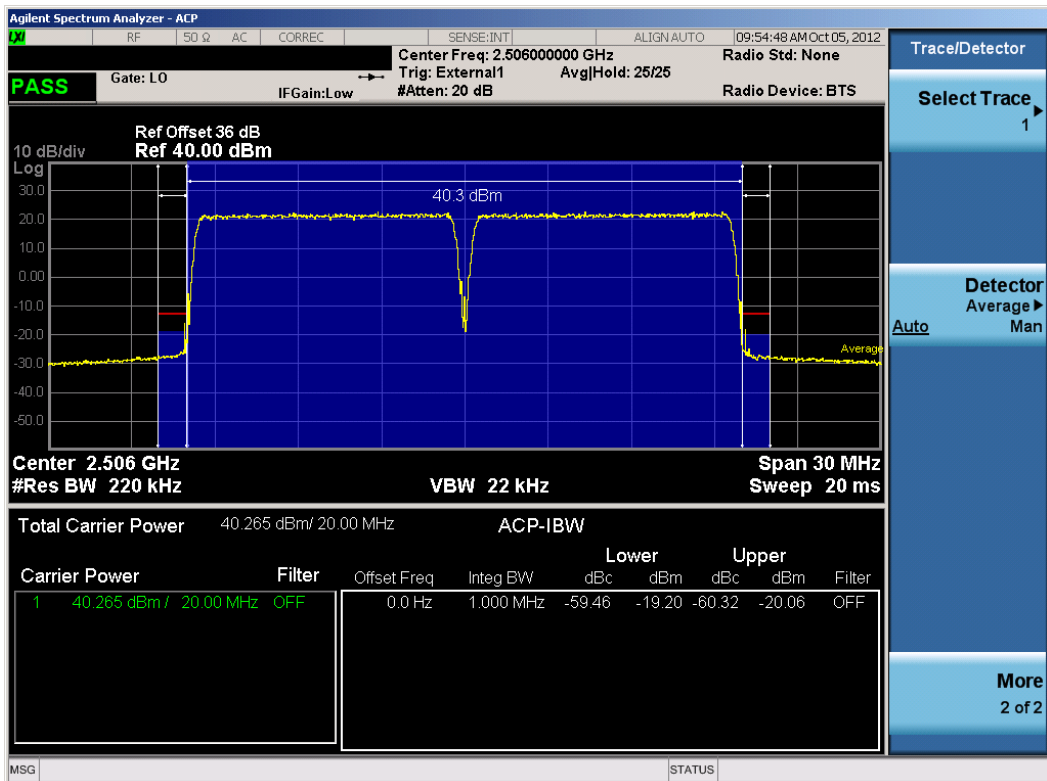 Agilent Spectrum Analyzer - ACP
LXI RF 50 Ω AC CORREC SENSE:INT ALIGN AUTO 09:54:48 AM Oct 05, 2012
Center Freq: 2.506000000 GHz Radio Std: None
PASS Gate: LO Trig: External1 Avg|Hold: 25/25
IFGain:Low #Atten: 20 dB Radio Device: BTS
Ref Offset 36 dB
10 dB/div Ref 40.00 dBm
Log
30.0
40.3 dBm
20.0
10.0
0.00
-10.0
-20.0
Average
-30.0
-40.0
-50.0
Center 2.506 GHz Span 30 MHz
#Res BW 220 kHz VBW 22 kHz Sweep 20 ms
Total Carrier Power 40.265 dBm/ 20.00 MHz ACP-IBW
Lower Upper
Carrier Power Filter Offset Freq Integ BW dBc dBm dBc dBm Filter
1 40.265 dBm / 20.00 MHz OFF 0.0 Hz 1.000 MHz -59.46 -19.20 -60.32 -20.06 OFF
MSG STATUS
Trace/Detector
Select Trace
1
Detector
Average
Auto Man
More
2 of 2